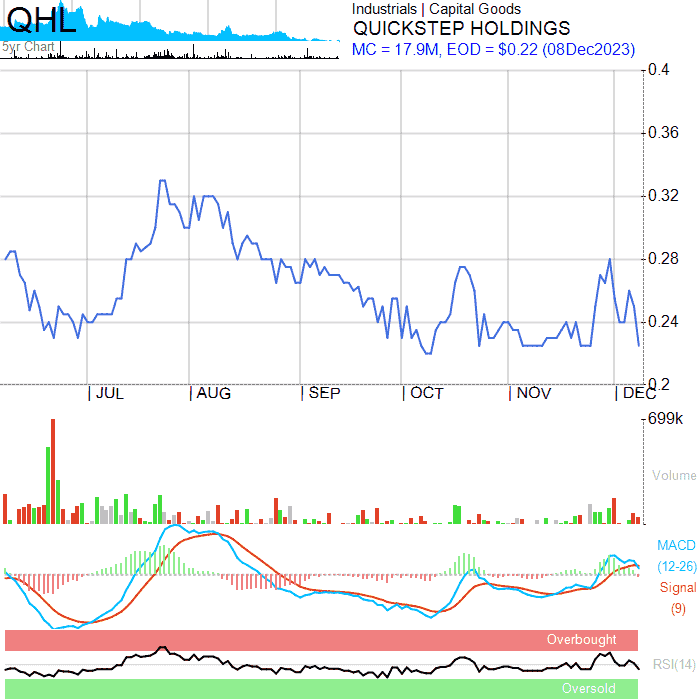 QHL
5yr Chart
Industrials | Capital Goods
QUICKSTEP HOLDINGS
MC = 17.9M, EOD = $0.22 (08Dec2023)
0.4
0.36
0.32
0.28
0.24
0.2
JUL AUG SEP OCT NOV DEC
699k
Volume
MACD
(12-26)
Signal
(9)
Overbought
RSI(14)
Oversold